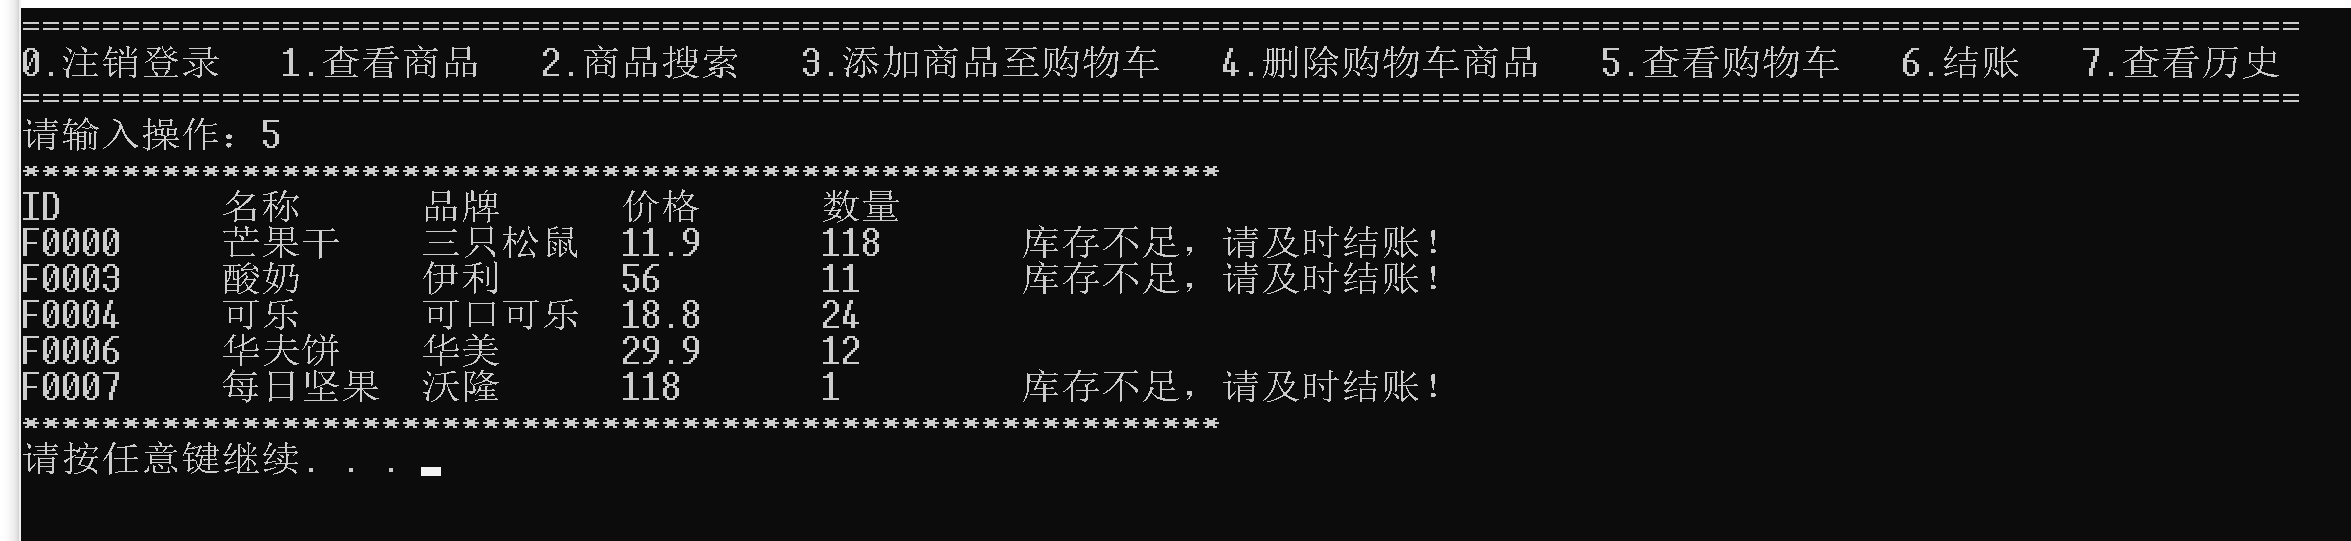 ==================================================================================================================
0.注销登录   1.查看商品   2.商品搜索   3.添加商品至购物车   4.删除购物车商品   5.查看购物车   6.结账   7.查看历史
==================================================================================================================
请输入操作：5
************************************************************
ID        名称      品牌      价格      数量
F0000     芒果干    三只松鼠  11.9      118       库存不足，请及时结账！
F0003     酸奶      伊利      56        11        库存不足，请及时结账！
F0004     可乐      可口可乐  18.8      24
F0006     华夫饼    华美      29.9      12
F0007     每日坚果  沃隆      118       1         库存不足，请及时结账！
************************************************************
请按任意键继续. . .